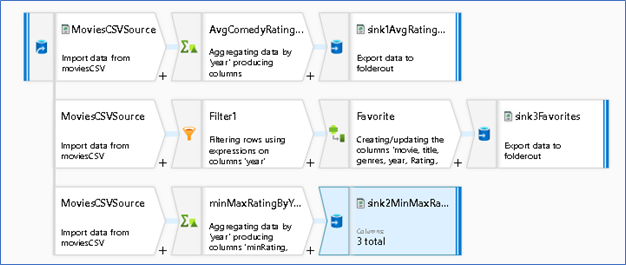 MoviesCSVSource
Import data from
moviesCSV
+
AvgComedyRating...
Aggregating data by
'year' producing
columns
+
sink1AvgRating...
Export data to
folderout
MoviesCSVSource
Import data from
moviesCSV
+
Filter1
Filtering rows using
expressions on
columns 'year'
+
Favorite
Creating/updating the
columns 'movie, title,
genres, year, Rating,
+
sink3Favorites
Export data to
folderout
MoviesCSVSource
Import data from
moviesCSV
+
minMaxRatingByY...
Aggregating data by
'year' producing
columns 'minRating,
+
sink2MinMaxRa...
Columns:
3 total